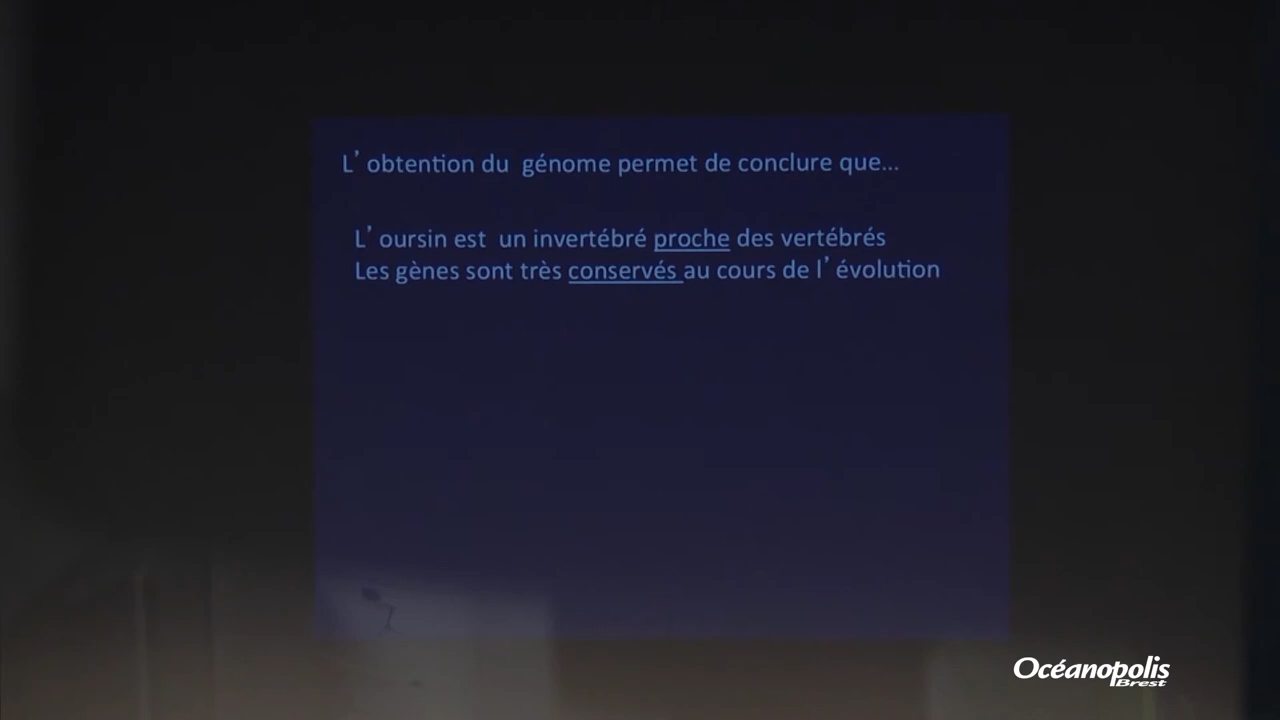 L’ obtention du génome permet de conclure que...
L’ oursin est un invertébré proche des vertébrés
Les gènes sont très conservés au cours de l’ évolution
Océanopolis
Brest